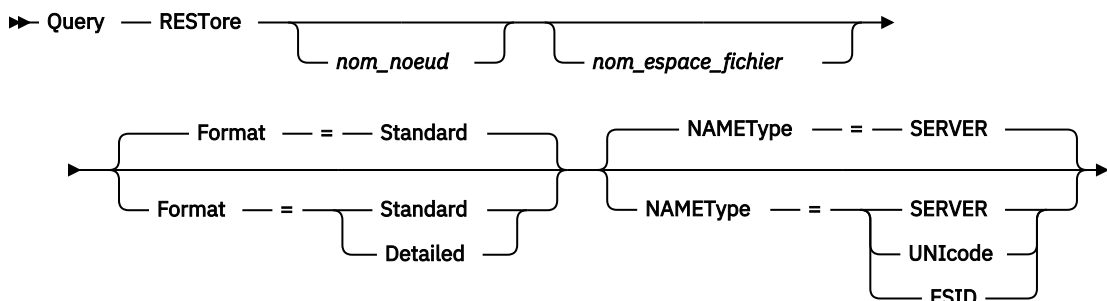 Query RESTore
nom_noeud nom_espace_fichier
Format = Standard NAMEType = SERVER
Format = Standard NAMEType = SERVER
Detailed UNIcode
FSID